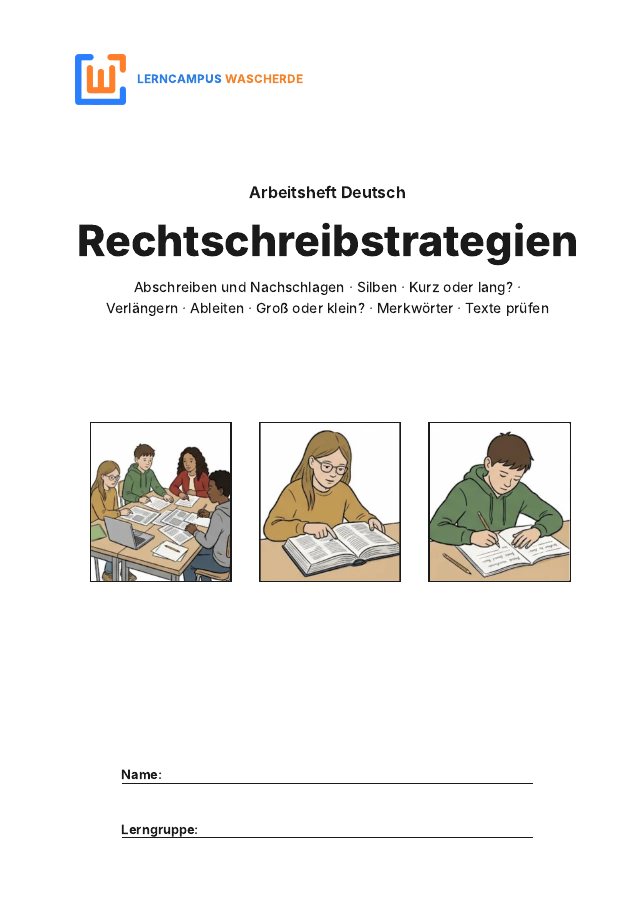 LERNCAMPUS WASCHERDE
Arbeitsheft Deutsch
Rechtschreibstrategien
Abschreiben und Nachschlagen · Silben · Kurz oder lang? ·
Verlängern · Ableiten · Groß oder klein? · Merkwörter · Texte prüfen
Name:
Lerngruppe: